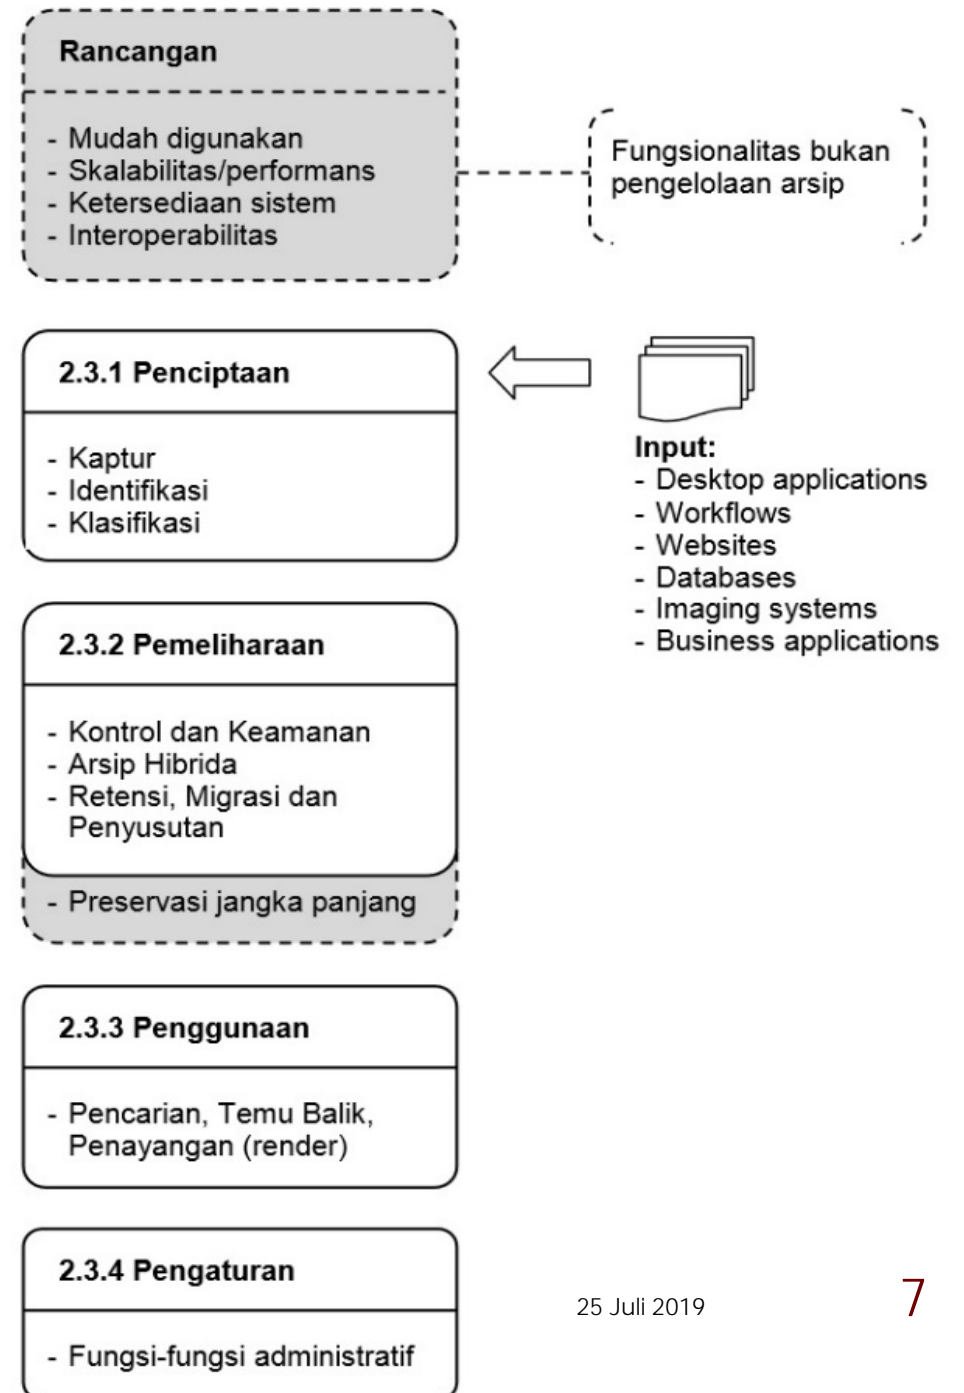 Rancangan
- Mudah digunakan
- Skalabilitas/performans
- Ketersediaan sistem
- Interoperabilitas
Fungsionalitas bukan
pengelolaan arsip
2.3.1 Penciptaan
- Kaptur
- Identifikasi
- Klasifikasi
Input:
- Desktop applications
- Workflows
- Websites
- Databases
- Imaging systems
- Business applications
2.3.2 Pemeliharaan
- Kontrol dan Keamanan
- Arsip Hibrida
- Retensi, Migrasi dan
Penyusutan
- Preservasi jangka panjang
2.3.3 Penggunaan
- Pencarian, Temu Balik,
Penayangan (render)
2.3.4 Pengaturan
- Fungsi-fungsi administratif
25 Juli 2019
7